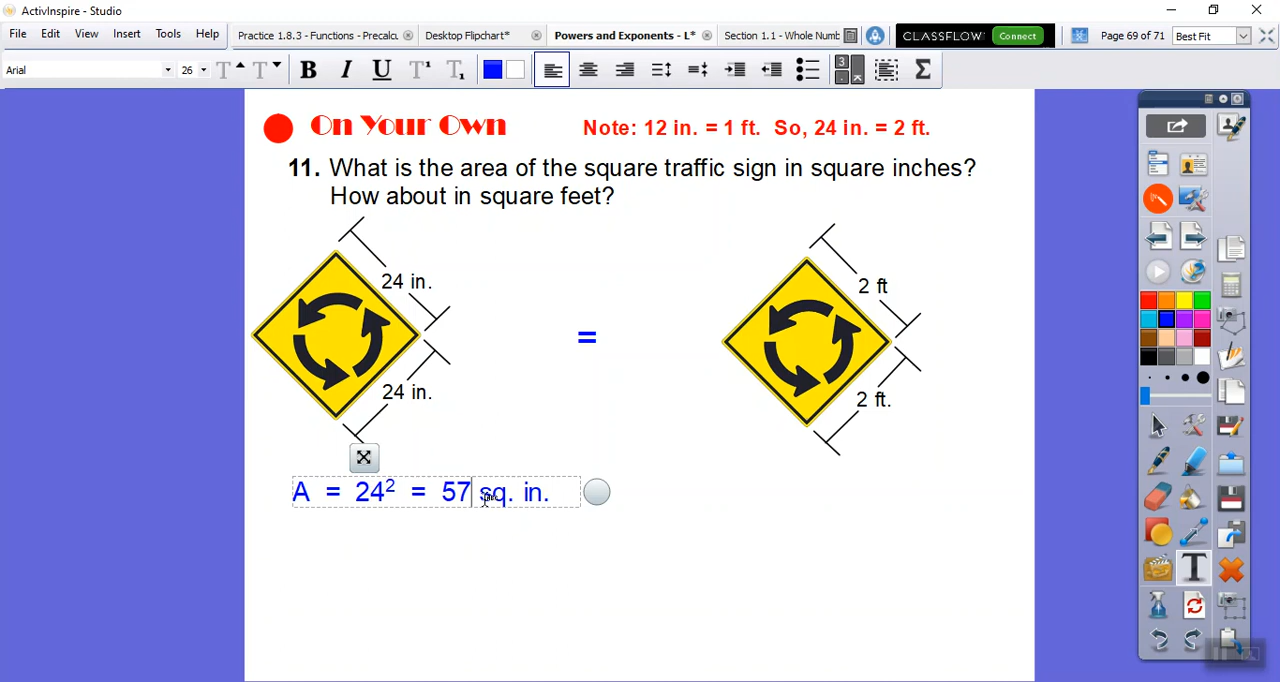 ActivInspire - Studio
File Edit View Insert Tools Help
Practice 1.8.3 - Functions - Precalcu Desktop Flipchart* Powers and Exponents - L* Section 1.1 - Whole Numb CLASSFLOW Connect Page 69 of 71 Best Fit
Arial 26 T T B I U T¹ T₁ 3 Σ
On Your Own Note: 12 in. = 1 ft. So, 24 in. = 2 ft.
11. What is the area of the square traffic sign in square inches?
How about in square feet?
24 in.
24 in.
=
2 ft
2 ft.
A = 24² = 57 sq. in.
T